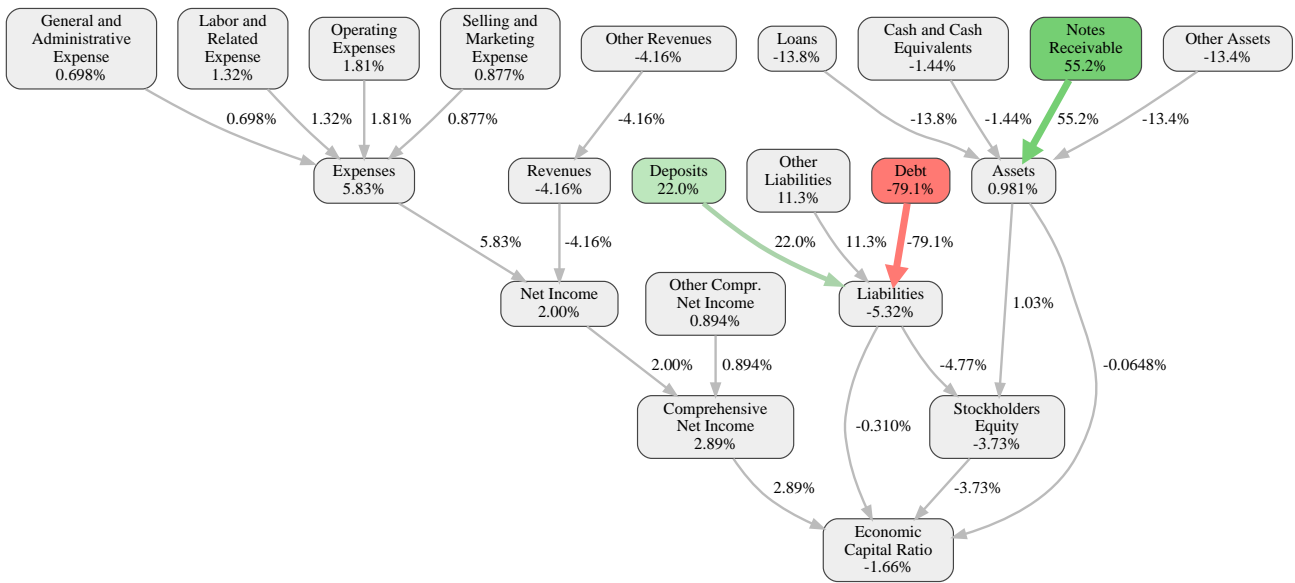 General and
Administrative
Expense
0.698%
Labor and
Related
Expense
1.32%
Operating
Expenses
1.81%
Selling and
Marketing
Expense
0.877%
Other Revenues
-4.16%
Loans
-13.8%
Cash and Cash
Equivalents
-1.44%
Notes
Receivable
55.2%
Other Assets
-13.4%
0.698%
1.32%
1.81%
0.877%
-4.16%
-13.8%
-1.44%
55.2%
-13.4%
Expenses
5.83%
Revenues
-4.16%
Deposits
22.0%
Other
Liabilities
11.3%
Debt
-79.1%
Assets
0.981%
5.83%
-4.16%
22.0%
11.3%
-79.1%
Net Income
2.00%
Other Compr.
Net Income
0.894%
Liabilities
-5.32%
1.03%
2.00%
0.894%
-4.77%
-0.0648%
Comprehensive
Net Income
2.89%
-0.310%
Stockholders
Equity
-3.73%
2.89%
-3.73%
Economic
Capital Ratio
-1.66%